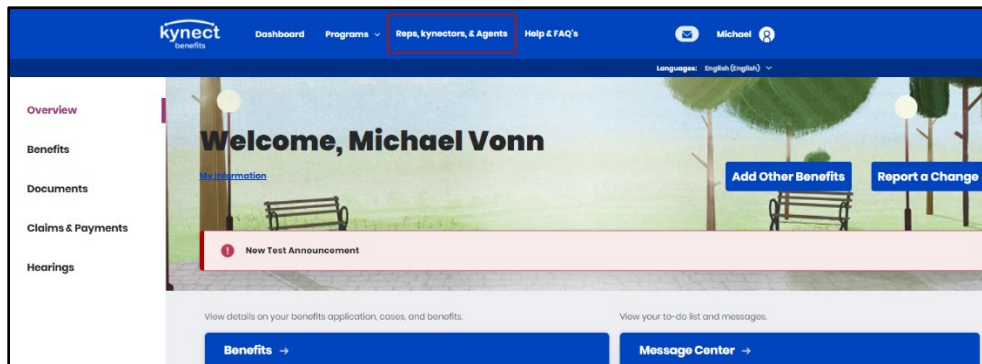 kynect
benefits
Dashboard Programs Reps, kynectors, & Agents Help & FAQ's Michael
Languages: English (English)
Overview
Benefits
Documents
Claims & Payments
Hearings
Welcome, Michael Vonn
My Information
Add Other Benefits Report a Change
New Test Announcement
View details on your benefits application, cases, and benefits. View your to-do list and messages.
Benefits → Message Center →